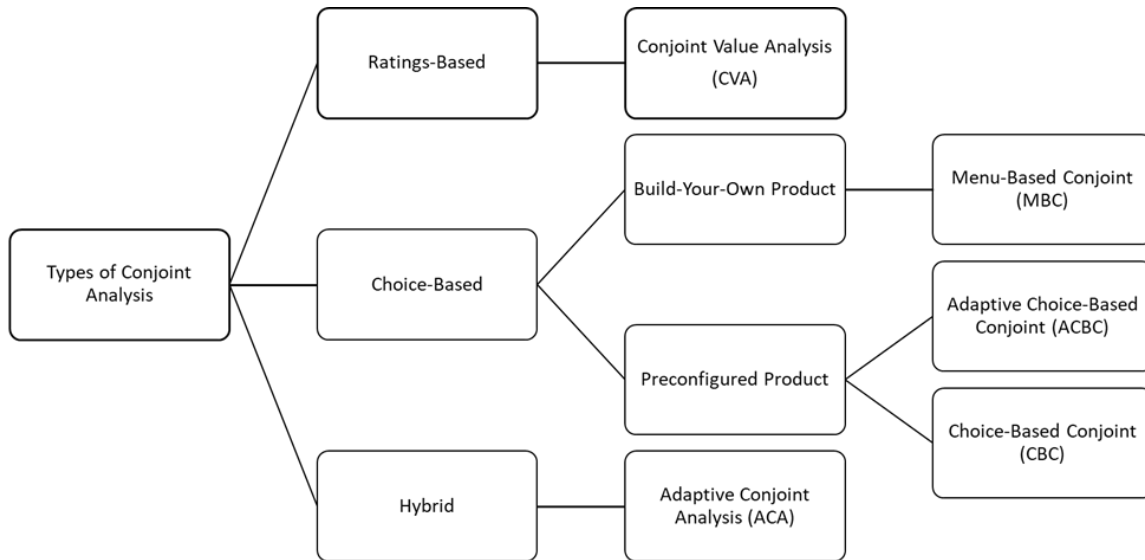 Ratings-Based
Conjoint Value Analysis
(CVA)
Build-Your-Own Product
Menu-Based Conjoint
(MBC)
Types of Conjoint
Analysis
Choice-Based
Adaptive Choice-Based
Conjoint (ACBC)
Preconfigured Product
Choice-Based Conjoint
(CBC)
Hybrid
Adaptive Conjoint
Analysis (ACA)